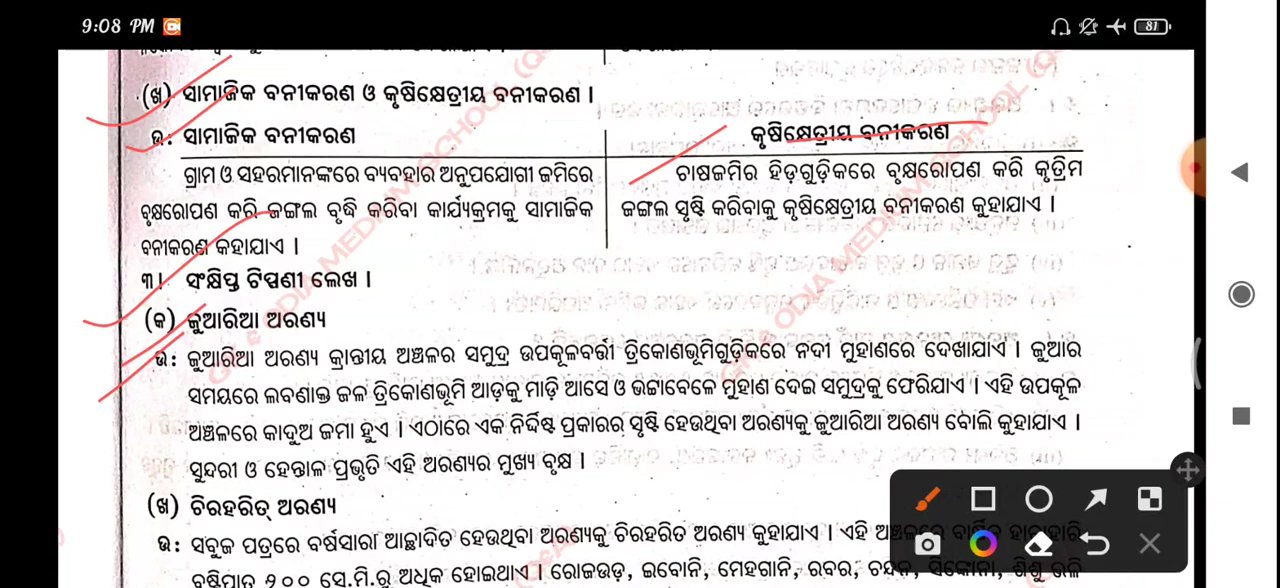 9:08 PM
81
(ଖ) ସାମାଜିକ ବନୀକରଣ ଓ କୃଷିକ୍ଷେତ୍ରୀୟ ବନୀକରଣ ।
ଉ: ସାମାଜିକ ବନୀକରଣ
ଗ୍ରାମ ଓ ସହରମାନଙ୍କରେ ବ୍ୟବହାର ଅନୁପଯୋଗୀ ଜମିରେ
ବୃକ୍ଷରୋପଣ କରି ଜଙ୍ଗଲ ବୃଦ୍ଧି କରିବା କାର୍ଯ୍ୟକ୍ରମକୁ ସାମାଜିକ
ବନୀକରଣ କହାଯାଏ ।
କୃଷିକ୍ଷେତ୍ରୀୟ ବନୀକରଣ
ଚାଷଜମିର ହିଡ଼ଗୁଡ଼ିକରେ ବୃକ୍ଷରୋପଣ କରି କୃତ୍ରିମ
ଜଙ୍ଗଲ ସୃଷ୍ଟି କରିବାକୁ କୃଷିକ୍ଷେତ୍ରୀୟ ବନୀକରଣ କୁହାଯାଏ ।
୩। ସଂକ୍ଷିପ୍ତ ଟିପ୍ପଣୀ ଲେଖ ।
(କ) ଜୁଆରିଆ ଅରଣ୍ୟ
ଉ: ଜୁଆରିଆ ଅରଣ୍ୟ କ୍ରାନ୍ତୀୟ ଅଞ୍ଚଳର ସମୁଦ୍ର ଉପକୂଳବର୍ତ୍ତୀ ତ୍ରିକୋଣଭୂମିଗୁଡ଼ିକରେ ନଦୀ ମୁହାଣରେ ଦେଖାଯାଏ । ଜୁଆର
ସମୟରେ ଲବଣାକ୍ତ ଜଳ ତ୍ରିକୋଣଭୂମି ଆଡ଼କୁ ମାଡ଼ି ଆସେ ଓ ଭଟ୍ଟାବେଳେ ମୁହାଣ ଦେଇ ସମୁଦ୍ରକୁ ଫେରିଯାଏ । ଏହି ଉପକୂଳ
ଅଞ୍ଚଳରେ କାଦୁଅ ଜମା ହୁଏ । ଏଠାରେ ଏକ ନିର୍ଦ୍ଦିଷ୍ଟ ପ୍ରକାରର ସୃଷ୍ଟି ହେଉଥିବା ଅରଣ୍ୟକୁ ଜୁଆରିଆ ଅରଣ୍ୟ ବୋଲି କୁହାଯାଏ ।
ସୁନ୍ଦରୀ ଓ ହେନ୍ତାଳ ପ୍ରଭୃତି ଏହି ଅରଣ୍ୟର ମୁଖ୍ୟ ବୃକ୍ଷ ।
(ଖ) ଚିରହରିତ୍ ଅରଣ୍ୟ
ଉ: ସବୁଜ ପତ୍ରରେ ବର୍ଷସାରା ଆଚ୍ଛାଦିତ ହେଉଥିବା ଅରଣ୍ୟକୁ ଚିରହରିତ ଅରଣ୍ୟ କୁହାଯାଏ । ଏହି
ବୃଷ୍ଟିପାତ ୨୦୦ ସେ.ମି.ରୁ ଅଧିକ ହୋଇଥାଏ । ରୋଜଉଡ଼, ଇବୋନି, ମେହଗାନି, ରବର,